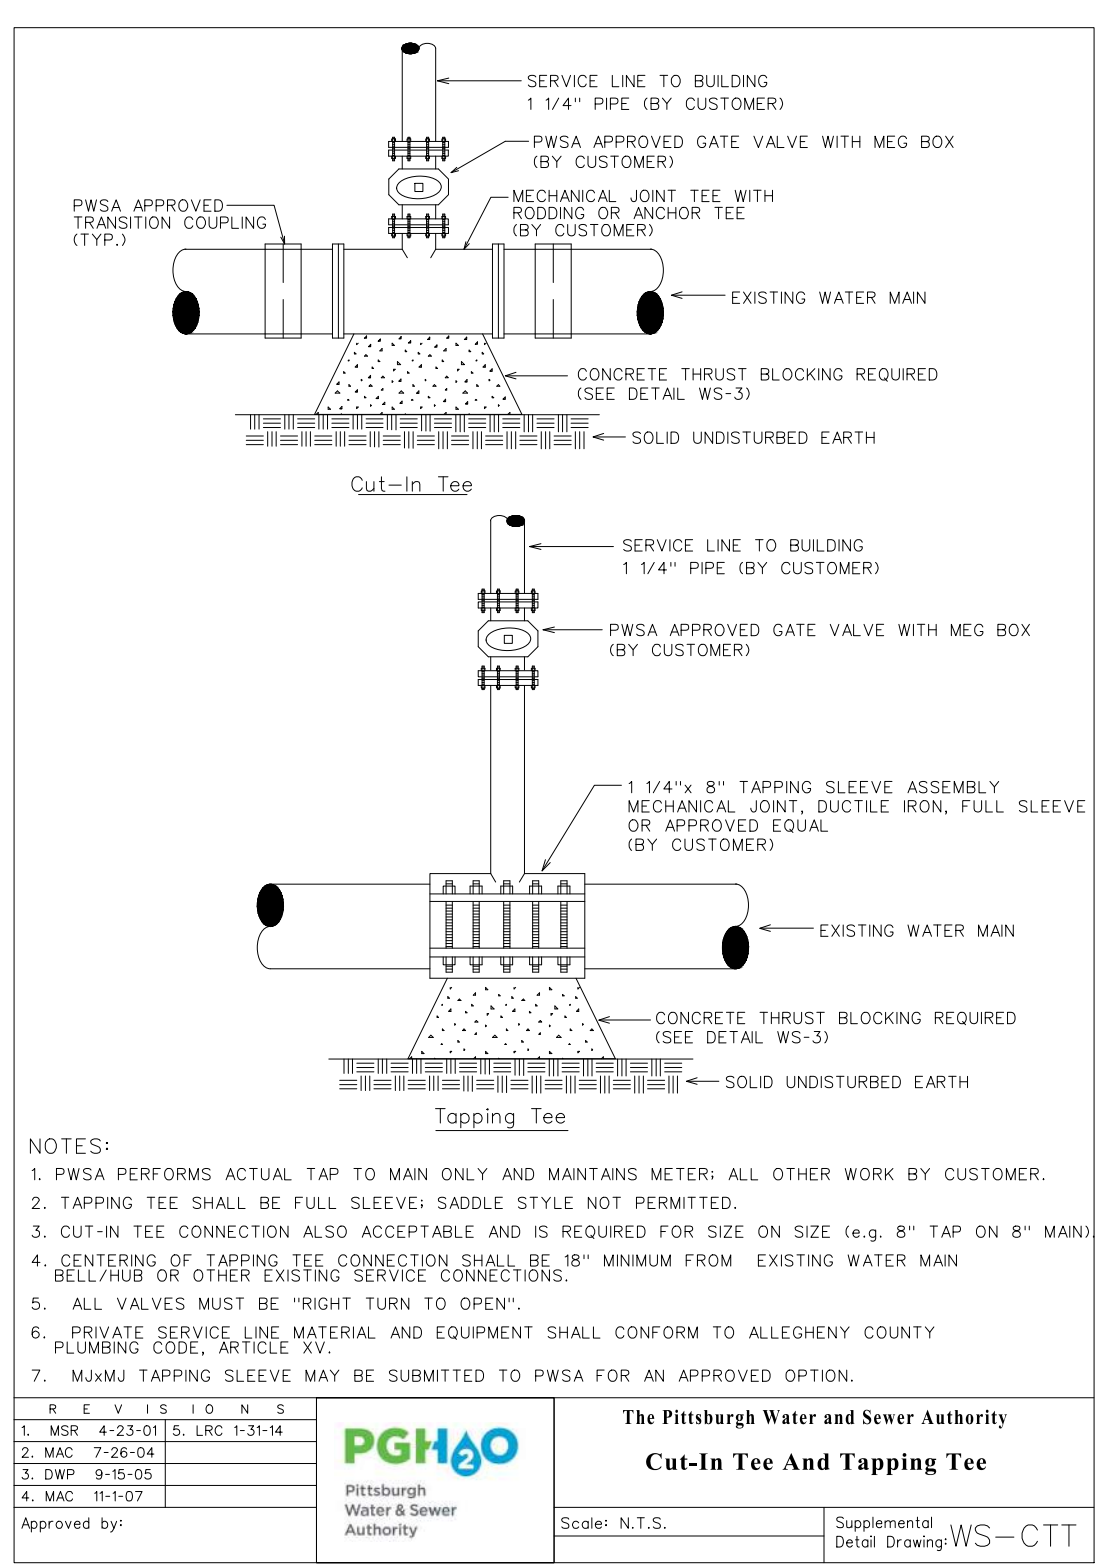 SERVICE LINE TO BUILDING
1 1/4" PIPE (BY CUSTOMER)
PWSA APPROVED GATE VALVE WITH MEG BOX
(BY CUSTOMER)
MECHANICAL JOINT TEE WITH
RODDING OR ANCHOR TEE
(BY CUSTOMER)
PWSA APPROVED
TRANSITION COUPLING
(TYP.)
EXISTING WATER MAIN
CONCRETE THRUST BLOCKING REQUIRED
(SEE DETAIL WS-3)
SOLID UNDISTURBED EARTH
Cut-In Tee
SERVICE LINE TO BUILDING
1 1/4" PIPE (BY CUSTOMER)
PWSA APPROVED GATE VALVE WITH MEG BOX
(BY CUSTOMER)
1 1/4"x 8" TAPPING SLEEVE ASSEMBLY
MECHANICAL JOINT, DUCTILE IRON, FULL SLEEVE
OR APPROVED EQUAL
(BY CUSTOMER)
EXISTING WATER MAIN
CONCRETE THRUST BLOCKING REQUIRED
(SEE DETAIL WS-3)
SOLID UNDISTURBED EARTH
Tapping Tee
NOTES:
1. PWSA PERFORMS ACTUAL TAP TO MAIN ONLY AND MAINTAINS METER; ALL OTHER WORK BY CUSTOMER.
2. TAPPING TEE SHALL BE FULL SLEEVE; SADDLE STYLE NOT PERMITTED.
3. CUT-IN TEE CONNECTION ALSO ACCEPTABLE AND IS REQUIRED FOR SIZE ON SIZE (e.g. 8" TAP ON 8" MAIN).
4. CENTERING OF TAPPING TEE CONNECTION SHALL BE 18" MINIMUM FROM EXISTING WATER MAIN
BELL/HUB OR OTHER EXISTING SERVICE CONNECTIONS.
5. ALL VALVES MUST BE "RIGHT TURN TO OPEN".
6. PRIVATE SERVICE LINE MATERIAL AND EQUIPMENT SHALL CONFORM TO ALLEGHENY COUNTY
PLUMBING CODE, ARTICLE XV.
7. MJxMJ TAPPING SLEEVE MAY BE SUBMITTED TO PWSA FOR AN APPROVED OPTION.
REVISIONS
1. MSR 4-23-01 5. LRC 1-31-14
2. MAC 7-26-04
3. DWP 9-15-05
4. MAC 11-1-07
Approved by:
PGH2O
Pittsburgh
Water & Sewer
Authority
The Pittsburgh Water and Sewer Authority
Cut-In Tee And Tapping Tee
Scale: N.T.S.
Supplemental
Detail Drawing: WS-CTT